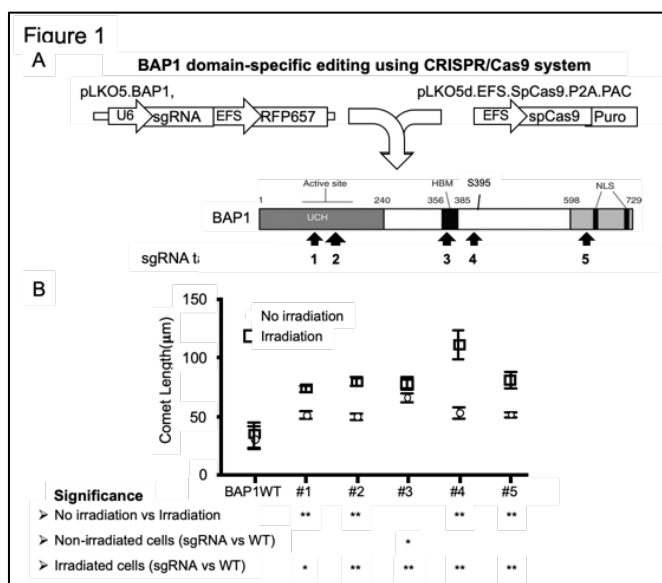 Figure 1
A
BAP1 domain-specific editing using CRISPR/Cas9 system
pLKO5.BAP1, pLKO5d.EFS.SpCas9.P2A.PAC
U6 sgRNA EFS RFP657 EFS spCas9 Puro
Active site HBM S395 NLS
1 240 356 385 598 729
BAP1 UCH
sgRNA ta 1 2 3 4 5
B
150 No irradiation
Irradiation
Comet Length(μm)
100
50
0
BAP1WT #1 #2 #3 #4 #5
Significance
➢ No irradiation vs Irradiation ** ** ** **
➢ Non-irradiated cells (sgRNA vs WT) *
➢ Irradiated cells (sgRNA vs WT) * ** ** ** **